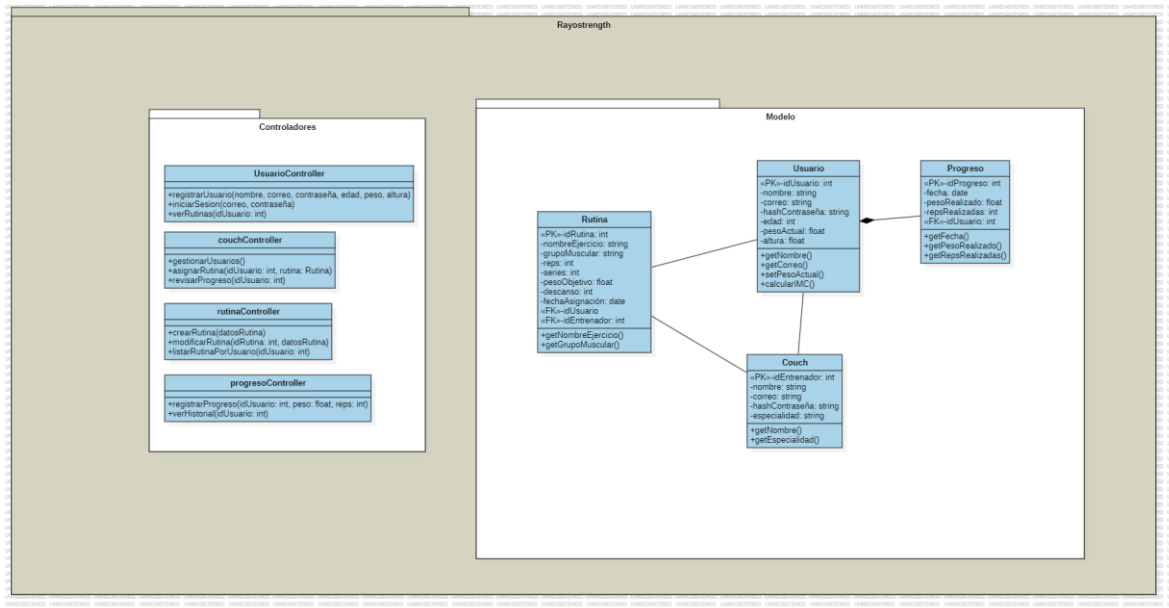 Rayostrength
Controladores
UsuarioController
+registrarUsuario(nombre, correo, contraseña, edad, peso, altura)
+iniciarSesion(correo, contraseña)
+verRutinas(idUsuario: int)
couchController
+gestionarUsuarios()
+asignarRutina(idUsuario: int, rutina: Rutina)
+revisarProgreso(idUsuario: int)
rutinaController
+crearRutina(datosRutina)
+modificarRutina(idRutina: int, datosRutina)
+listarRutinaPorUsuario(idUsuario: int)
progresoController
+registrarProgreso(idUsuario: int, peso: float, reps: int)
+verHistorial(idUsuario: int)
Modelo
Rutina
«PK»-idRutina: int
-nombreEjercicio: string
-grupoMuscular: string
-reps: int
-series: int
-pesoObjetivo: float
-descanso: int
-fechaAsignación: date
«FK»-idUsuario
«FK»-idEntrenador: int
+getNombreEjercicio()
+getGrupoMuscular()
Usuario
«PK»-idUsuario: int
-nombre: string
-correo: string
-hashContraseña: string
-edad: int
-pesoActual: float
-altura: float
+getNombre()
+getCorreo()
+setPesoActual()
+calcularIMC()
Progreso
«PK»-idProgreso: int
-fecha: date
-pesoRealizado: float
-repsRealizadas: int
«FK»-idUsuario: int
+getFecha()
+getPesoRealizado()
+getRepsRealizadas()
Couch
«PK»-idEntrenador: int
-nombre: string
-correo: string
-hashContraseña: string
-especialidad: string
+getNombre()
+getEspecialidad()